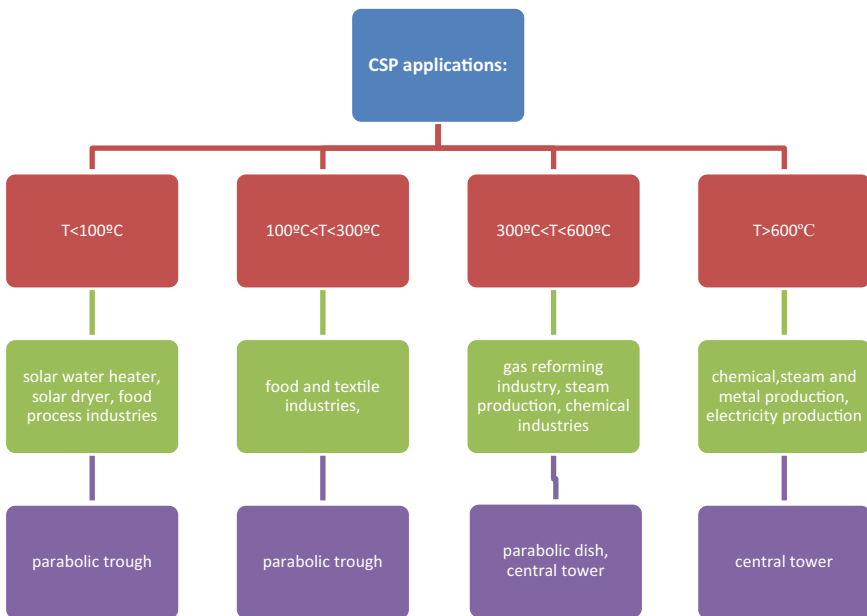 CSP applications:
T<100ºC
100ºC<T<300ºC
300ºC<T<600ºC
T>600℃
solar water heater,
solar dryer, food
process industries
food and textile
industries,
gas reforming
industry, steam
production, chemical
industries
chemical,steam and
metal production,
electricity production
parabolic trough
parabolic trough
parabolic dish,
central tower
central tower